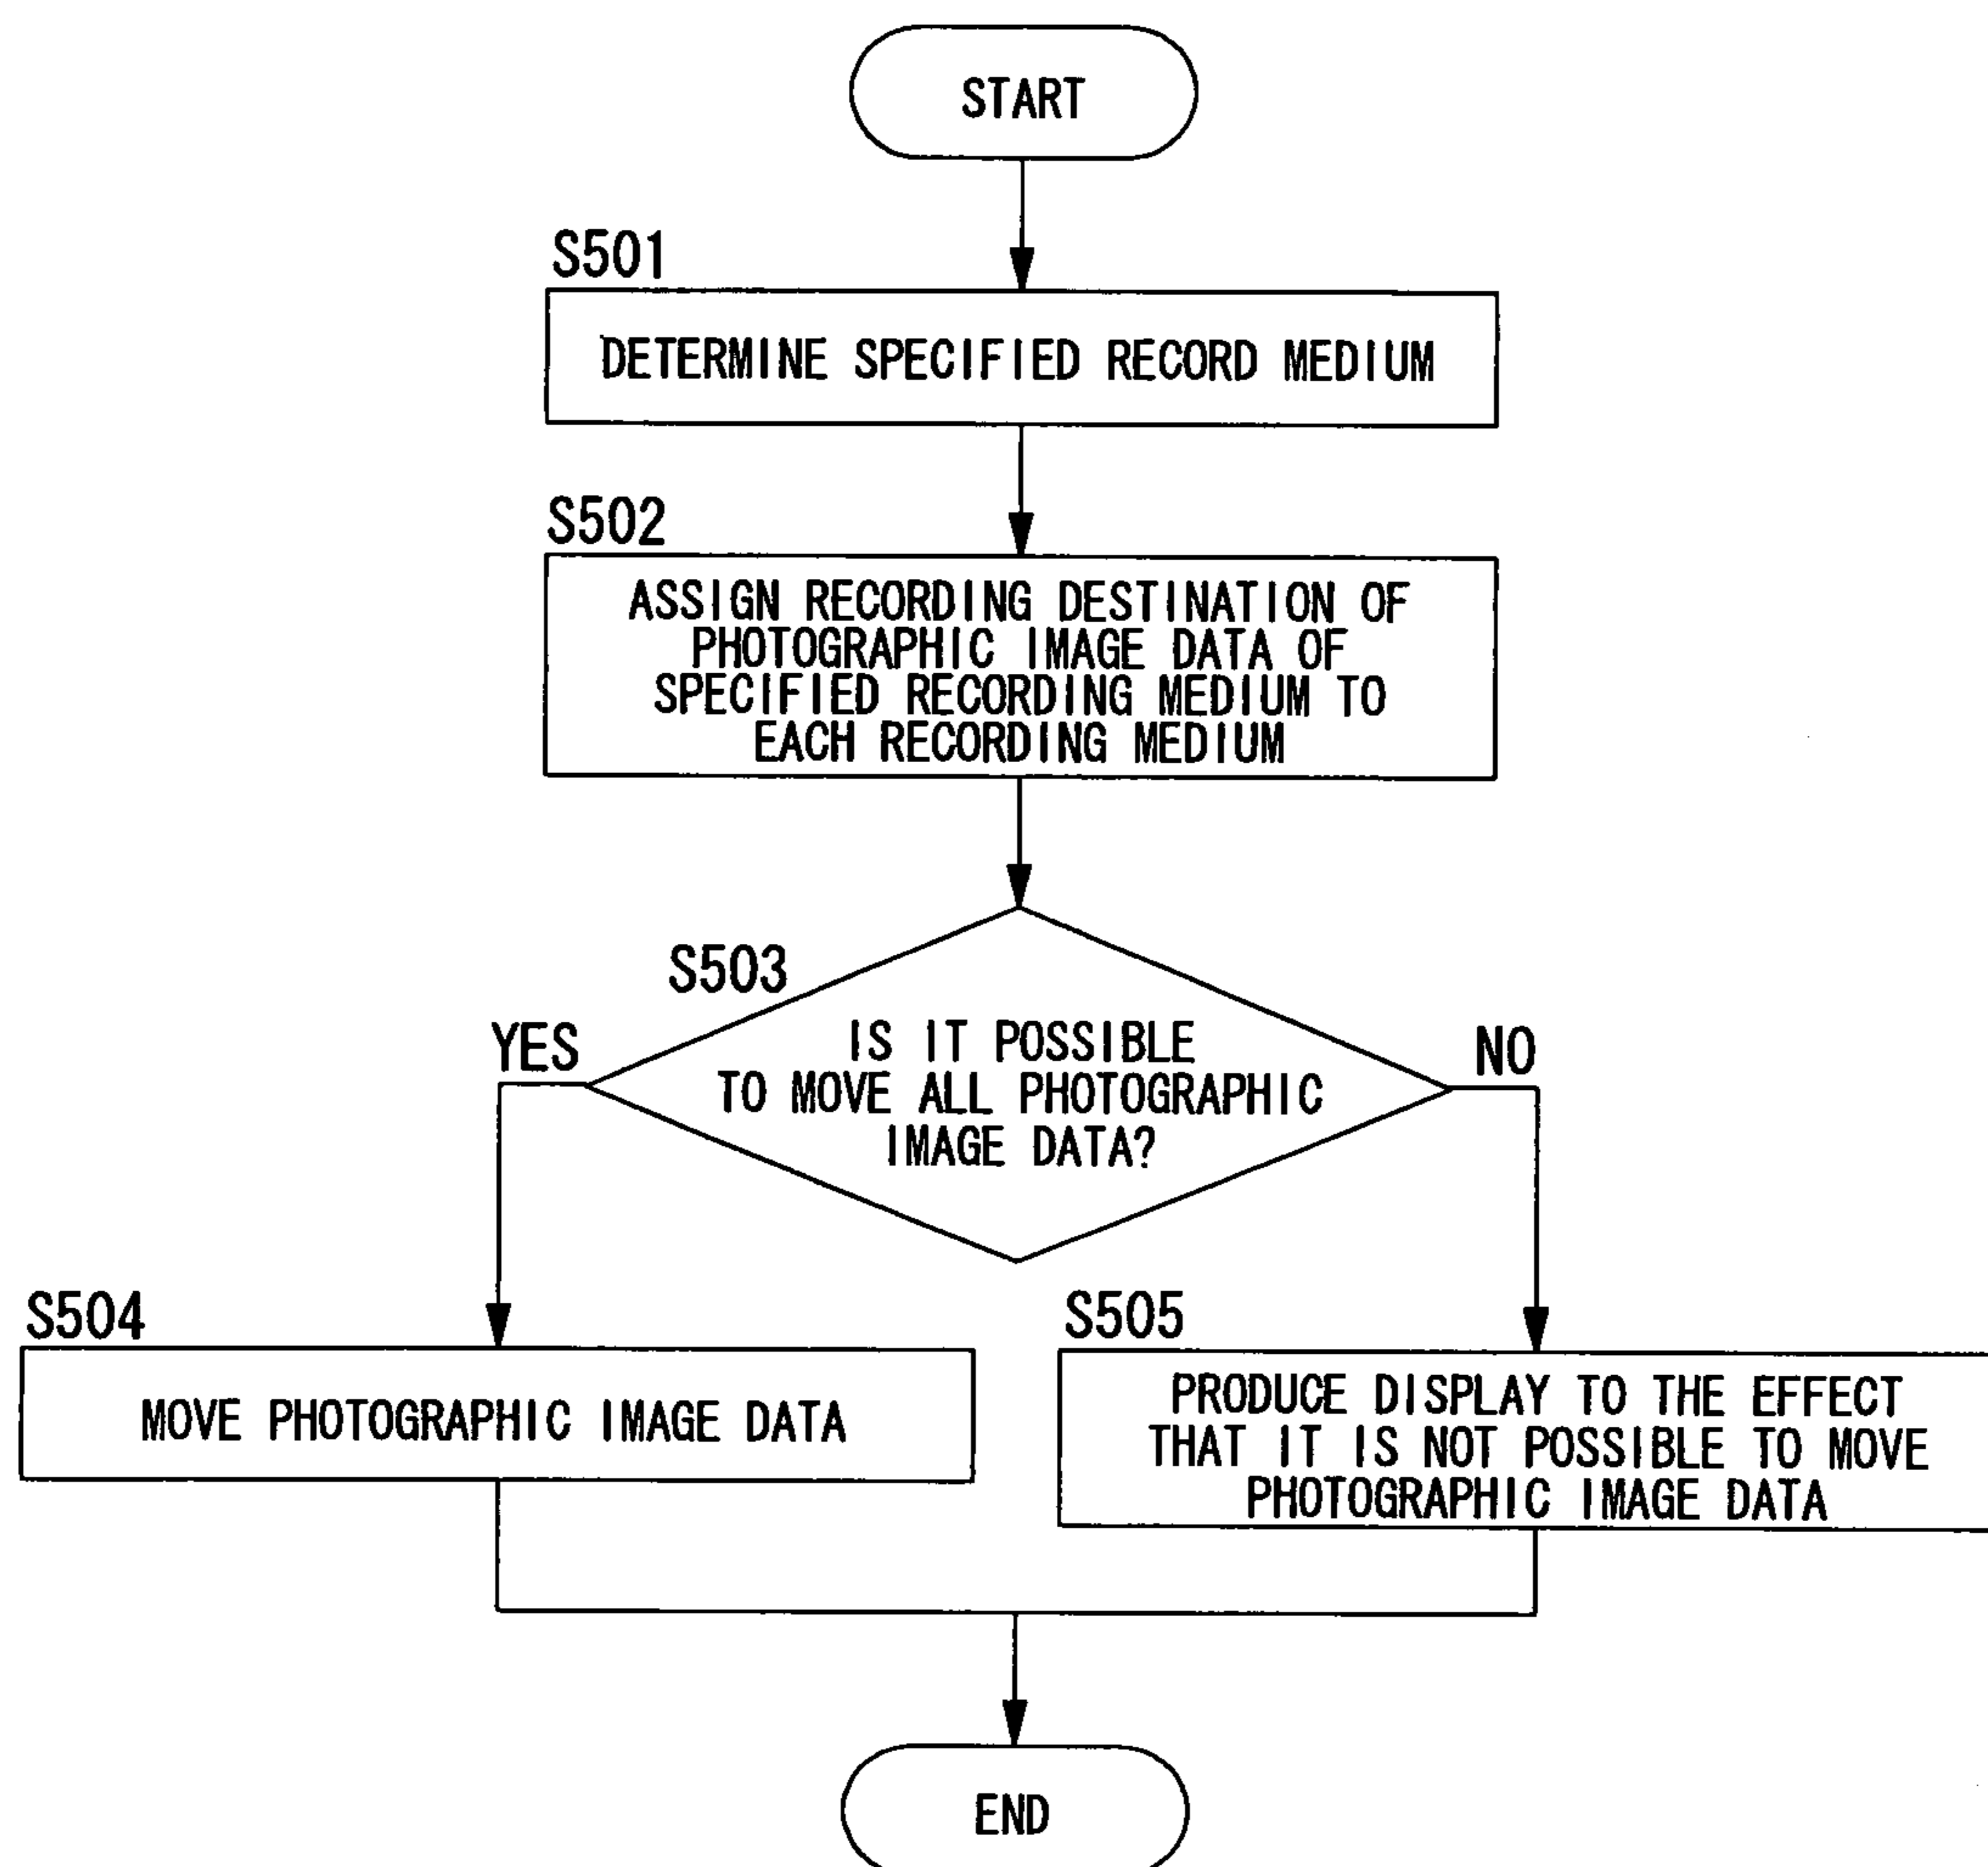 START
S501
DETERMINE SPECIFIED RECORD MEDIUM
S502
ASSIGN RECORDING DESTINATION OF
PHOTOGRAPHIC IMAGE DATA OF
SPECIFIED RECORDING MEDIUM TO
EACH RECORDING MEDIUM
S503
YES
IS IT POSSIBLE
TO MOVE ALL PHOTOGRAPHIC
IMAGE DATA?
NO
S504
MOVE PHOTOGRAPHIC IMAGE DATA
S505
PRODUCE DISPLAY TO THE EFFECT
THAT IT IS NOT POSSIBLE TO MOVE
PHOTOGRAPHIC IMAGE DATA
END